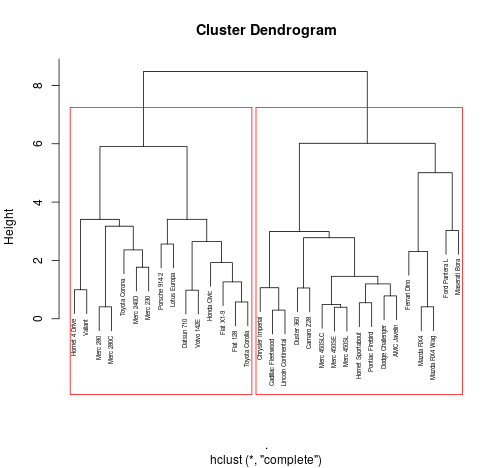 Cluster Dendrogram
Height
8
6
4
2
0
Hornet 4 Drive
Valiant
Merc 280
Merc 280C
Toyota Corona
Merc 240D
Merc 230
Porsche 914-2
Lotus Europa
Datsun 710
Volvo 142E
Honda Civic
Fiat X1-9
Fiat 128
Toyota Corolla
Chrysler Imperial
Cadillac Fleetwood
Lincoln Continental
Duster 360
Camaro Z28
Merc 450SLC
Merc 450SE
Merc 450SL
Hornet Sportabout
Pontiac Firebird
Dodge Challenger
AMC Javelin
Ferrari Dino
Mazda RX4
Mazda RX4 Wag
Ford Pantera L
Maserati Bora
.
hclust (*, "complete")